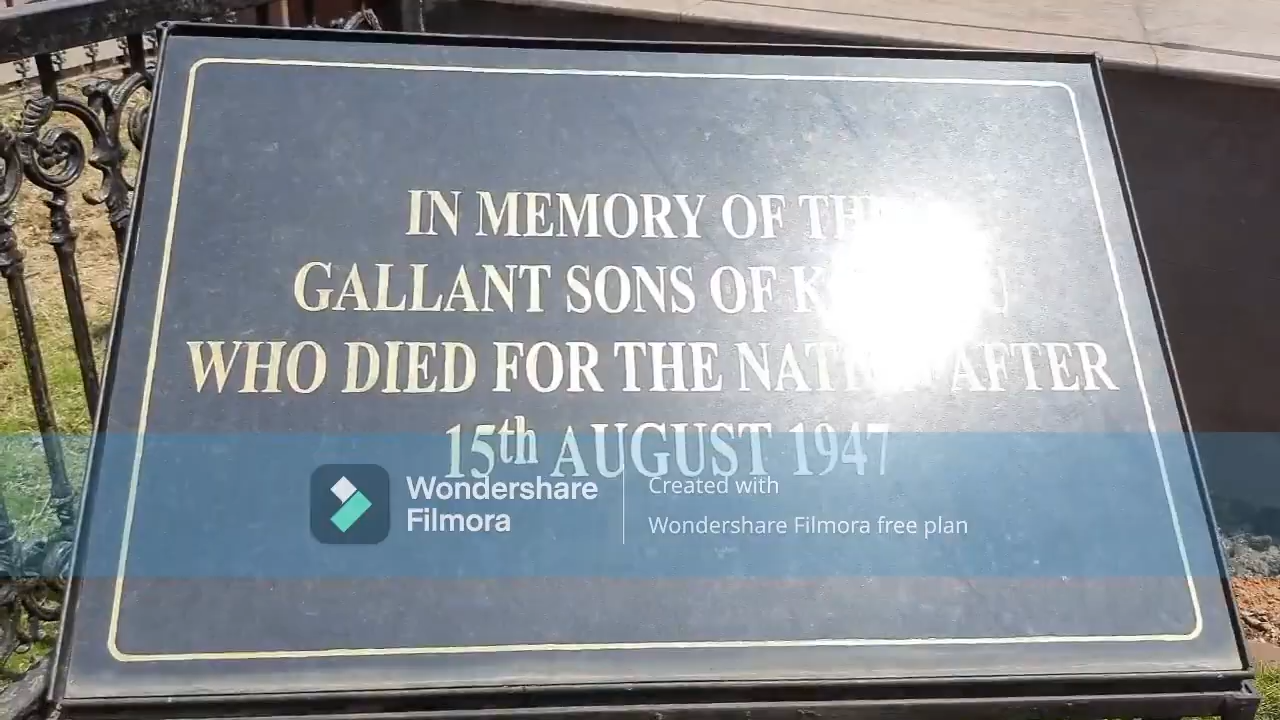 IN MEMORY OF
GALLANT SONS OF
WHO DIED FOR THE AFTER
15th AUGUST 1947
Wondershare
Filmora
Created with
Wondershare Filmora free plan